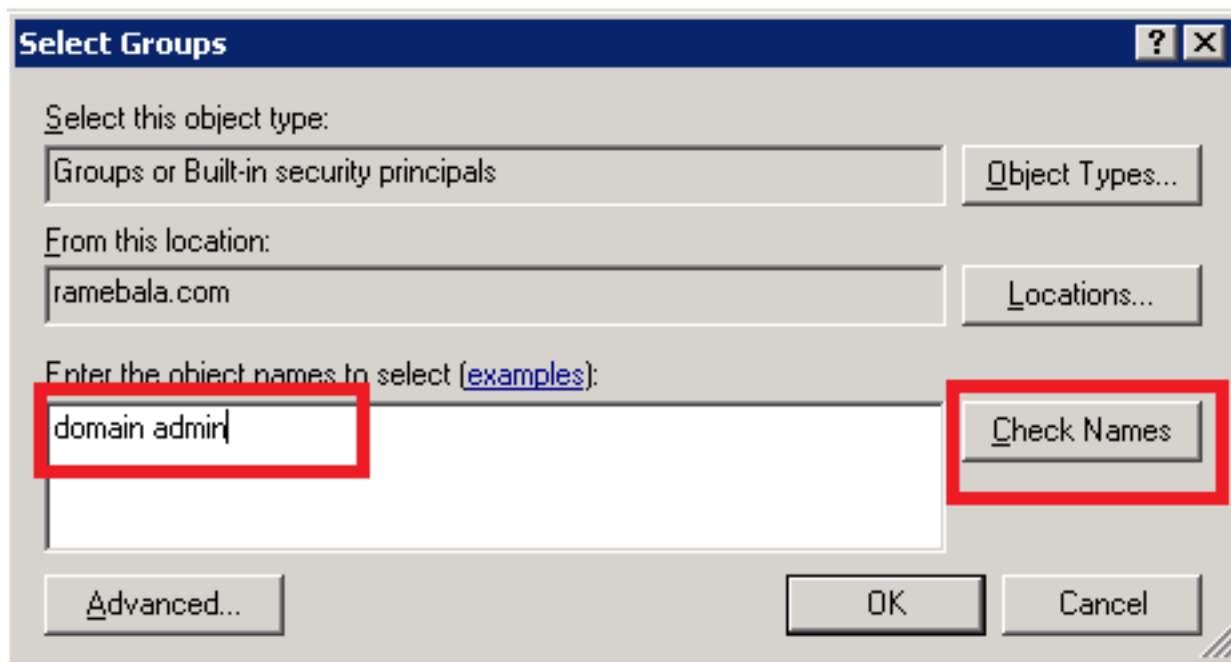 Select Groups
Select this object type:
Groups or Built-in security principals
Object Types...
From this location:
ramebala.com
Locations...
Enter the object names to select (examples):
domain admin
Check Names
Advanced...
OK
Cancel